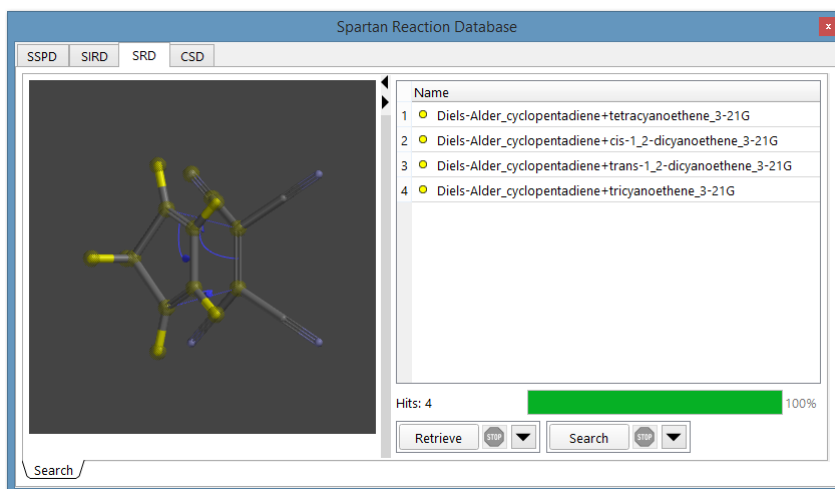 Spartan Reaction Database
x
SSPD SIRD SRD CSD
Name
1 Diels-Alder_cyclopentadiene+tetracyanoethene_3-21G
2 Diels-Alder_cyclopentadiene+cis-1_2-dicyanoethene_3-21G
3 Diels-Alder_cyclopentadiene+trans-1_2-dicyanoethene_3-21G
4 Diels-Alder_cyclopentadiene+tricyanoethene_3-21G
Hits: 4 100%
Retrieve STOP Search STOP
Search